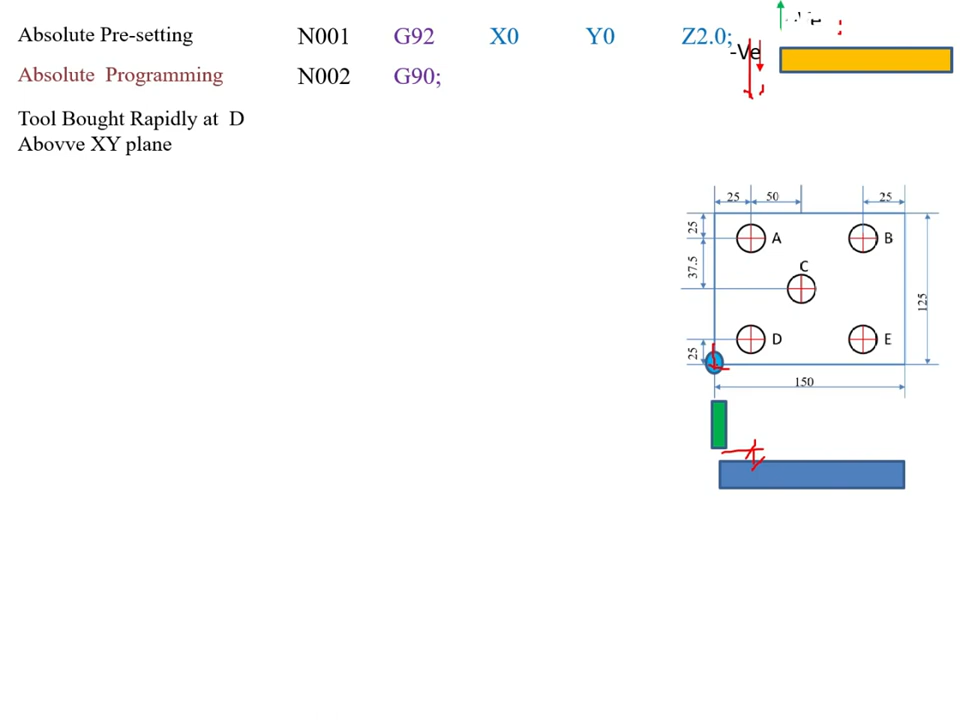 Absolute Pre-setting N001 G92 X0 Y0 Z2.0;
-Ve
Absolute Programming N002 G90;
Tool Bought Rapidly at D
Abovve XY plane
25 50 25
25
A B
37.5
C
125
D E
25
150